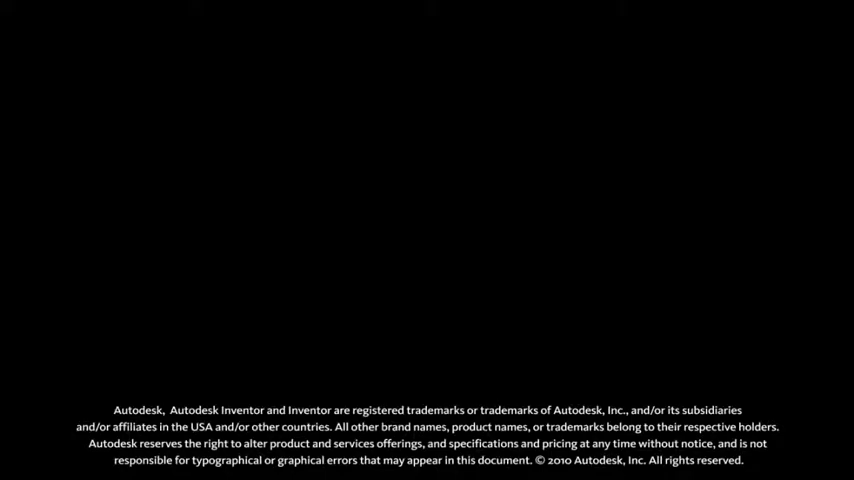 Autodesk, Autodesk Inventor and Inventor are registered trademarks or trademarks of Autodesk, Inc., and/or its subsidiaries
and/or affiliates in the USA and/or other countries. All other brand names, product names, or trademarks belong to their respective holders.
Autodesk reserves the right to alter product and services offerings, and specifications and pricing at any time without notice, and is not
responsible for typographical or graphical errors that may appear in this document. © 2010 Autodesk, Inc. All rights reserved.